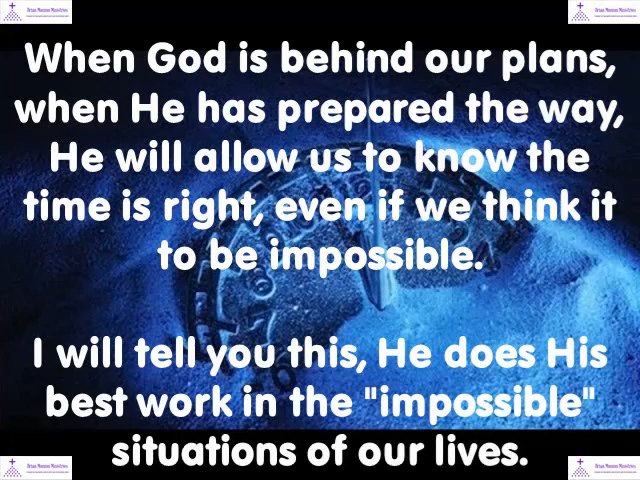 When God is behind our plans,
when He has prepared the way,
He will allow us to know the
time is right, even if we think it
to be impossible.
I will tell you this, He does His
best work in the "impossible"
situations of our lives.